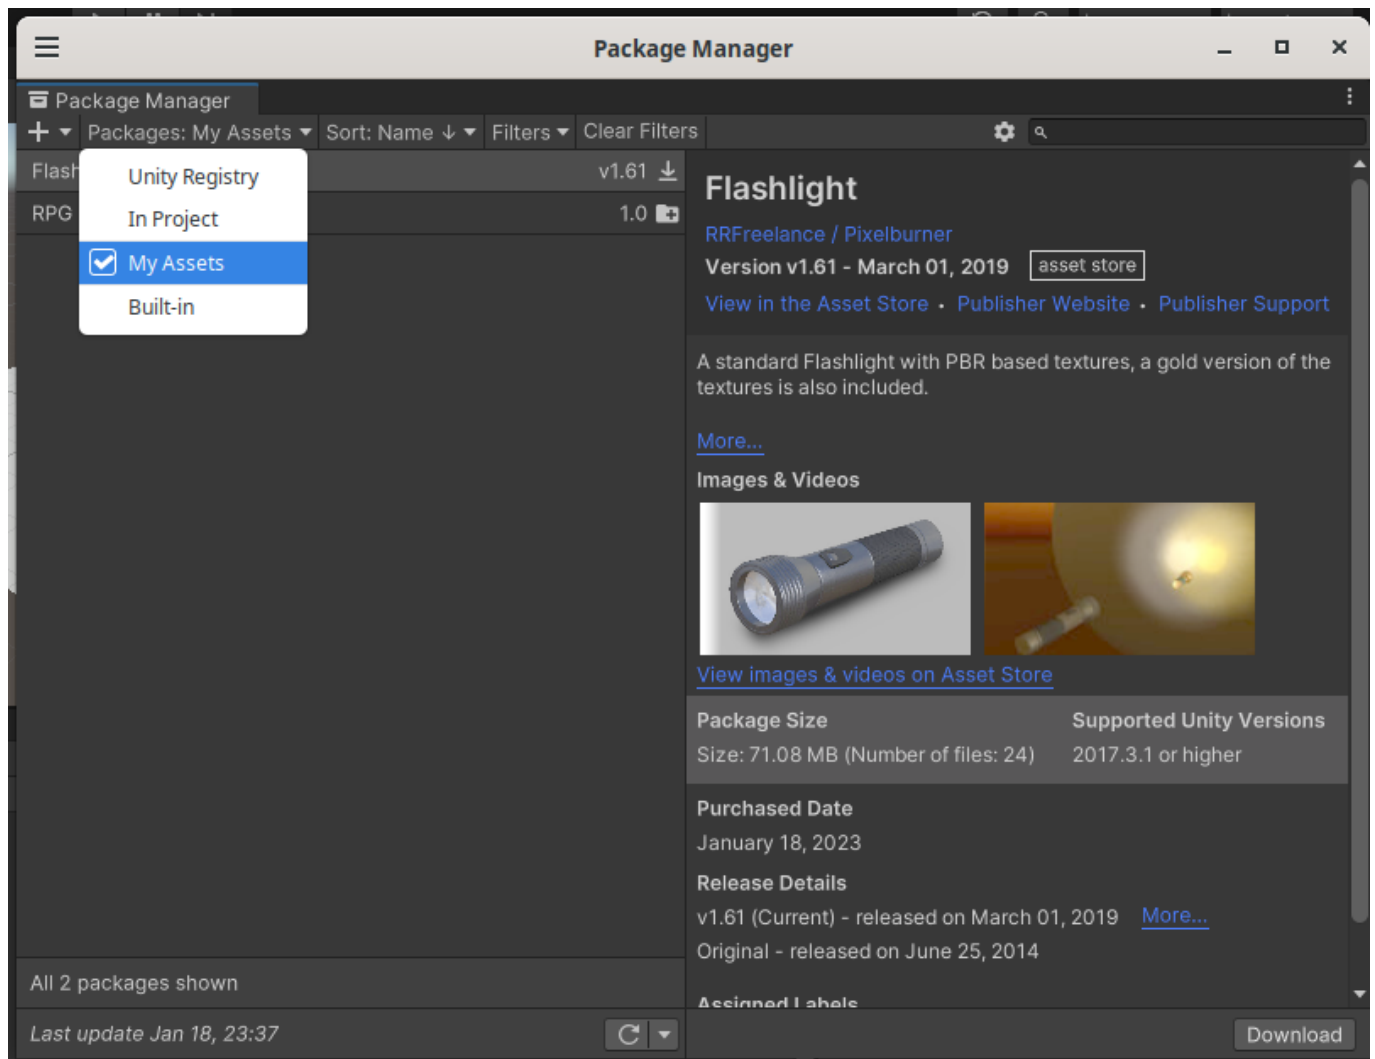 Package Manager
Package Manager
Packages: My Assets
Sort: Name ↓
Filters
Clear Filters
Flash
v1.61
RPG
1.0
Unity Registry
In Project
My Assets
Built-in
All 2 packages shown
Last update Jan 18, 23:37
Flashlight
RRFreelance / Pixelburner
Version v1.61 - March 01, 2019
asset store
View in the Asset Store • Publisher Website • Publisher Support
A standard Flashlight with PBR based textures, a gold version of the
textures is also included.
More...
Images & Videos
View images & videos on Asset Store
Package Size
Supported Unity Versions
Size: 71.08 MB (Number of files: 24)
2017.3.1 or higher
Purchased Date
January 18, 2023
Release Details
v1.61 (Current) - released on March 01, 2019
More...
Original - released on June 25, 2014
Assigned Labels
Download